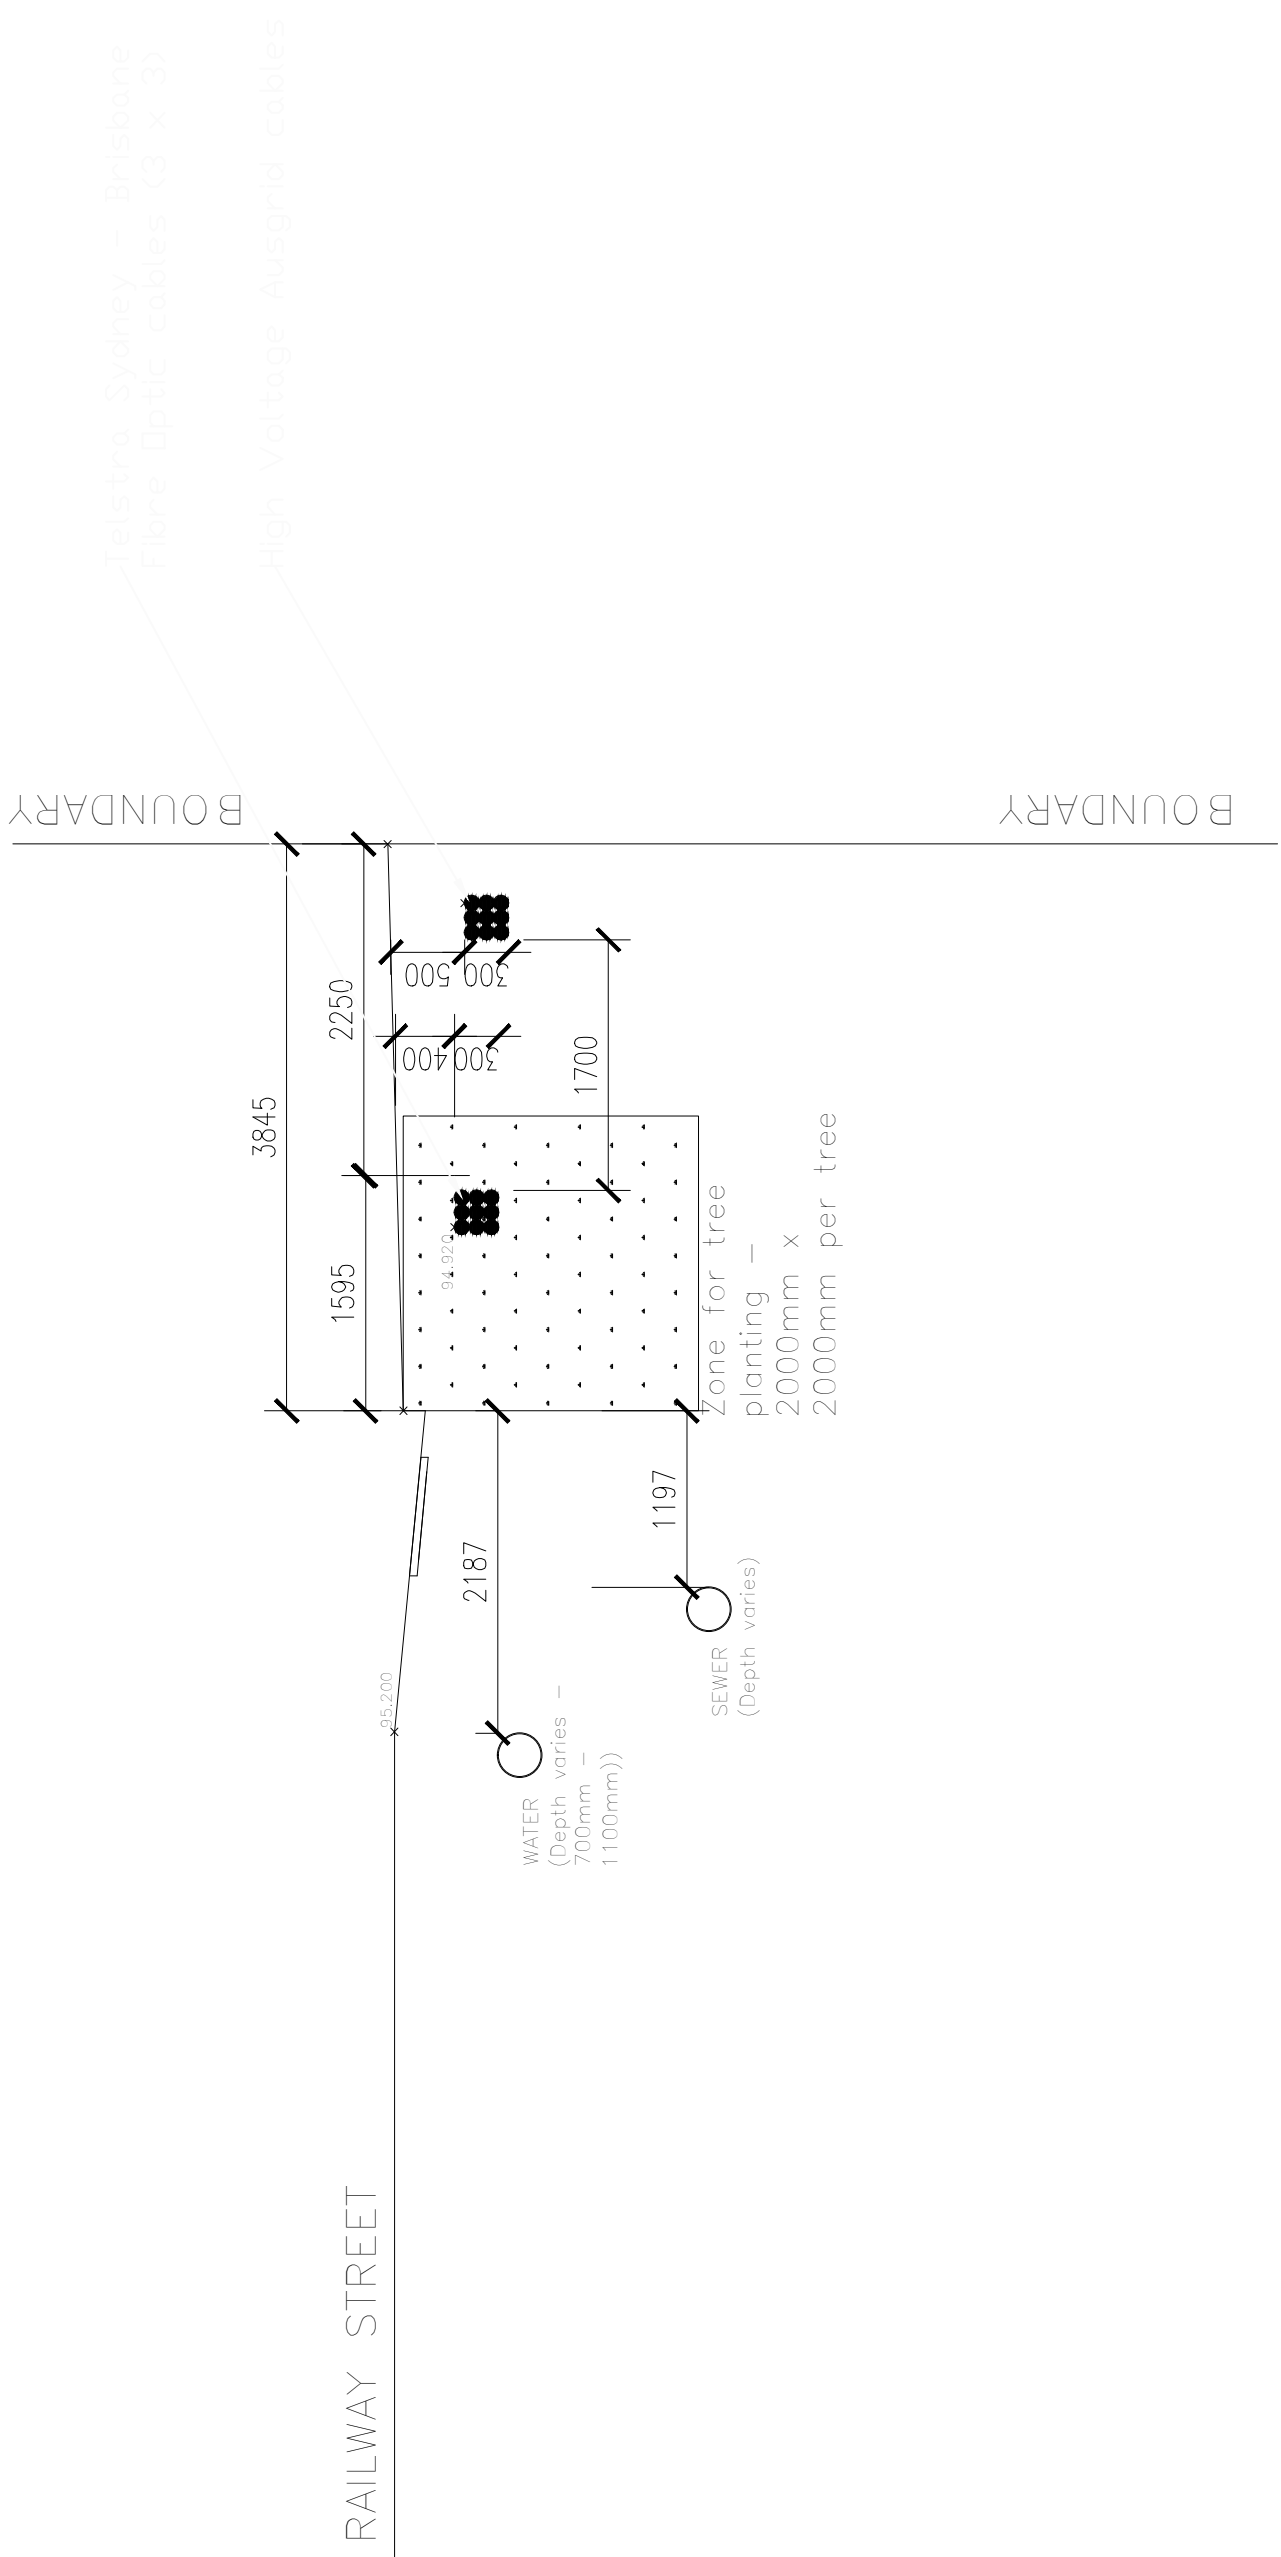 Telstra Sydney - Brisbane
Fibre Optic cables (3 x 3)
High Voltage Ausgrid cables
BOUNDARY
BOUNDARY
3845
2250
1595
500
300
400
300
1700
94.920
Zone for tree
planting -
2000mm x
2000mm per tree
2187
1197
95.200
SEWER
(Depth varies)
WATER
(Depth varies -
700mm -
1100mm))
RAILWAY STREET